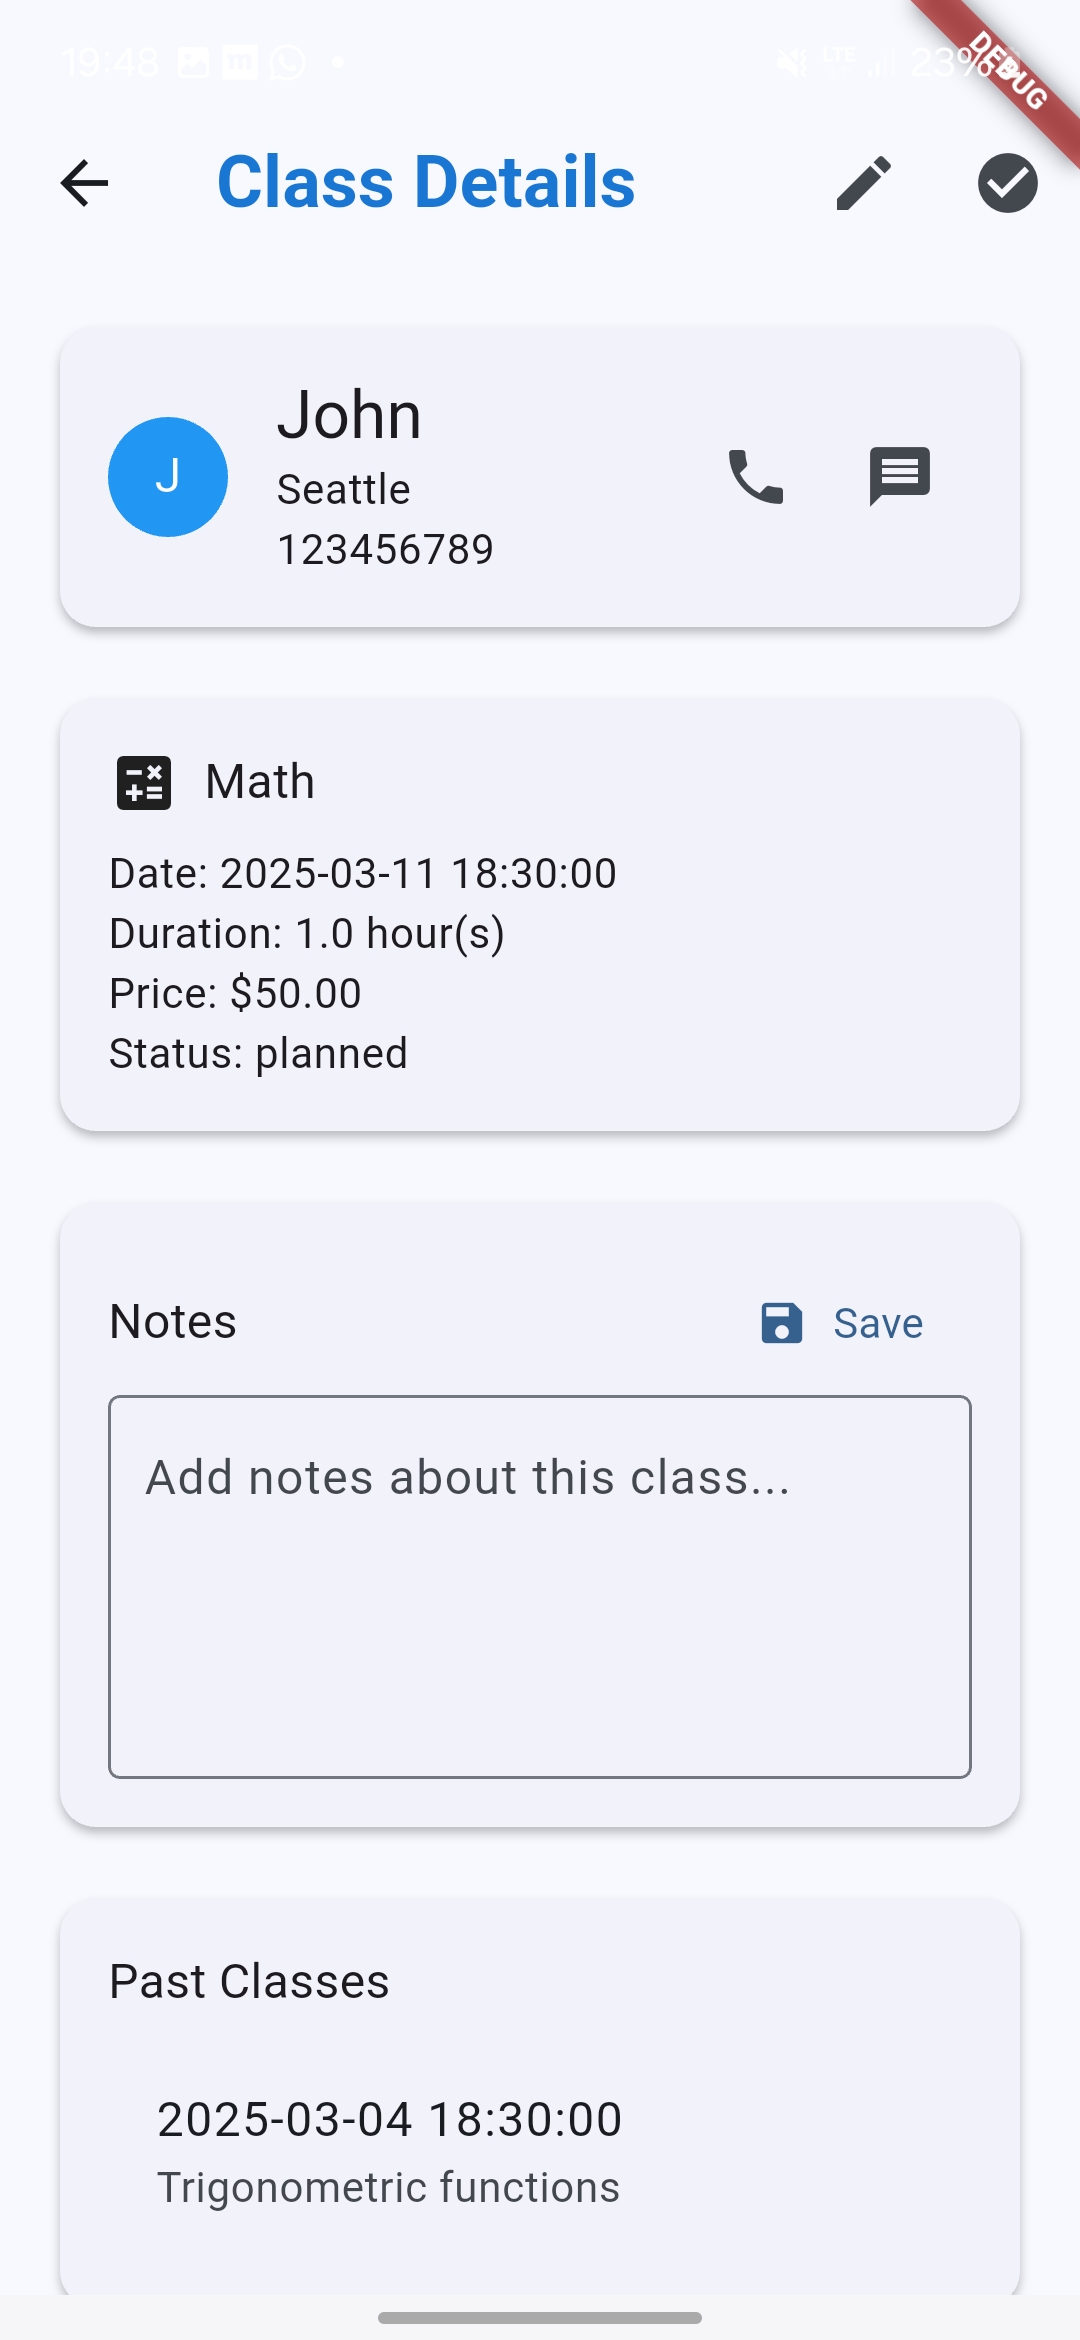 19:48 LTE 23%
DEBUG
Class Details
John
J
Seattle
123456789
Math
Date: 2025-03-11 18:30:00
Duration: 1.0 hour(s)
Price: $50.00
Status: planned
Notes
Save
Add notes about this class...
Past Classes
2025-03-04 18:30:00
Trigonometric functions